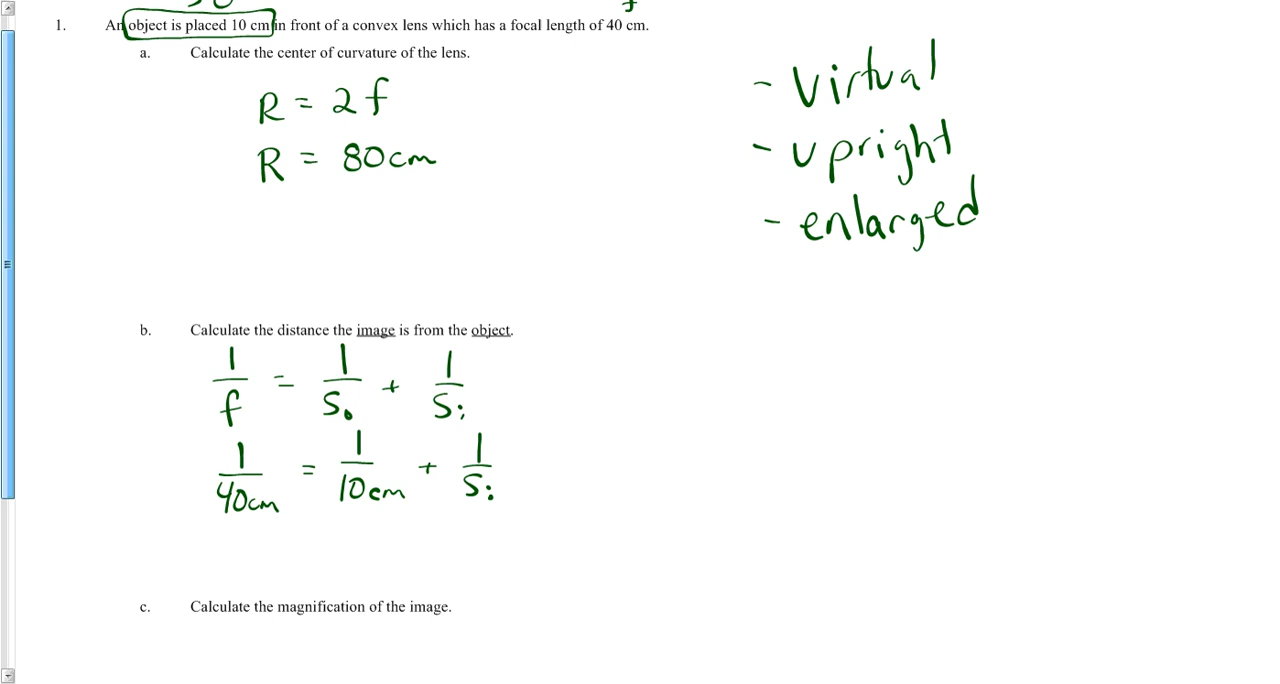 1. An object is placed 10 cm in front of a convex lens which has a focal length of 40 cm.
a. Calculate the center of curvature of the lens.
R = 2f
R = 80cm
- Virtual
- upright
- enlarged
b. Calculate the distance the image is from the object.
1/f = 1/So + 1/Si
1/40cm = 1/10cm + 1/Si
c. Calculate the magnification of the image.